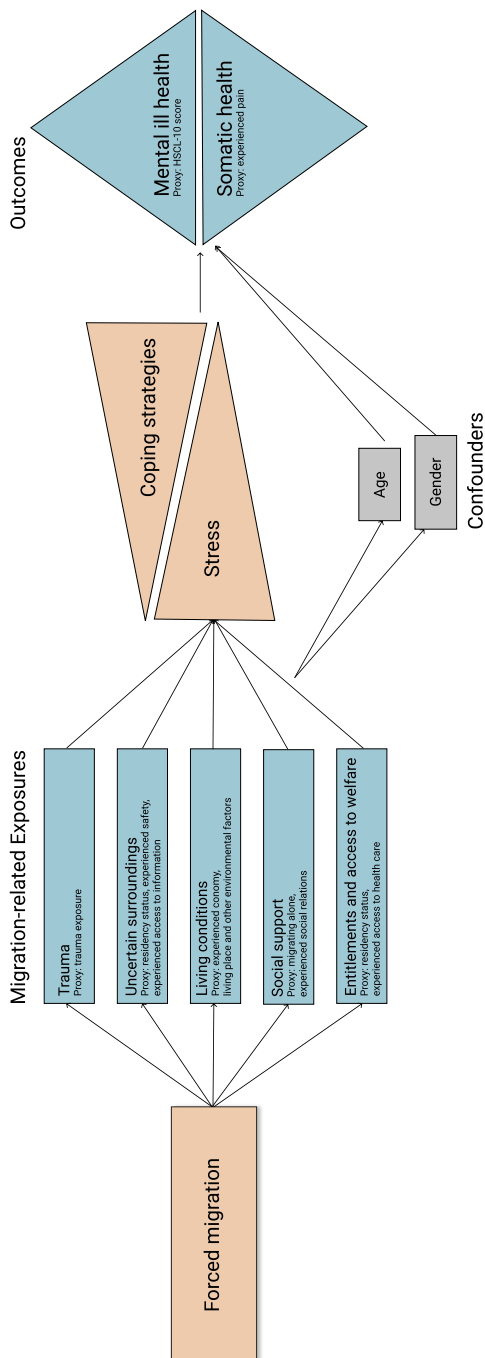 Forced migration
Migration-related Exposures
Trauma
Proxy: trauma exposure
Uncertain surroundings
Proxy: residency status, experienced safety,
experienced access to information
Living conditions
Proxy: experienced conomy,
living place and other environmental factors
Social support
Proxy: migrating alone,
experienced social relations
Entitlements and access to welfare
Proxy: residency status,
experienced access to health care
Coping strategies
Stress
Age
Gender
Confounders
Outcomes
Mental ill health
Proxy: HSCL-10 score
Somatic health
Proxy: experienced pain